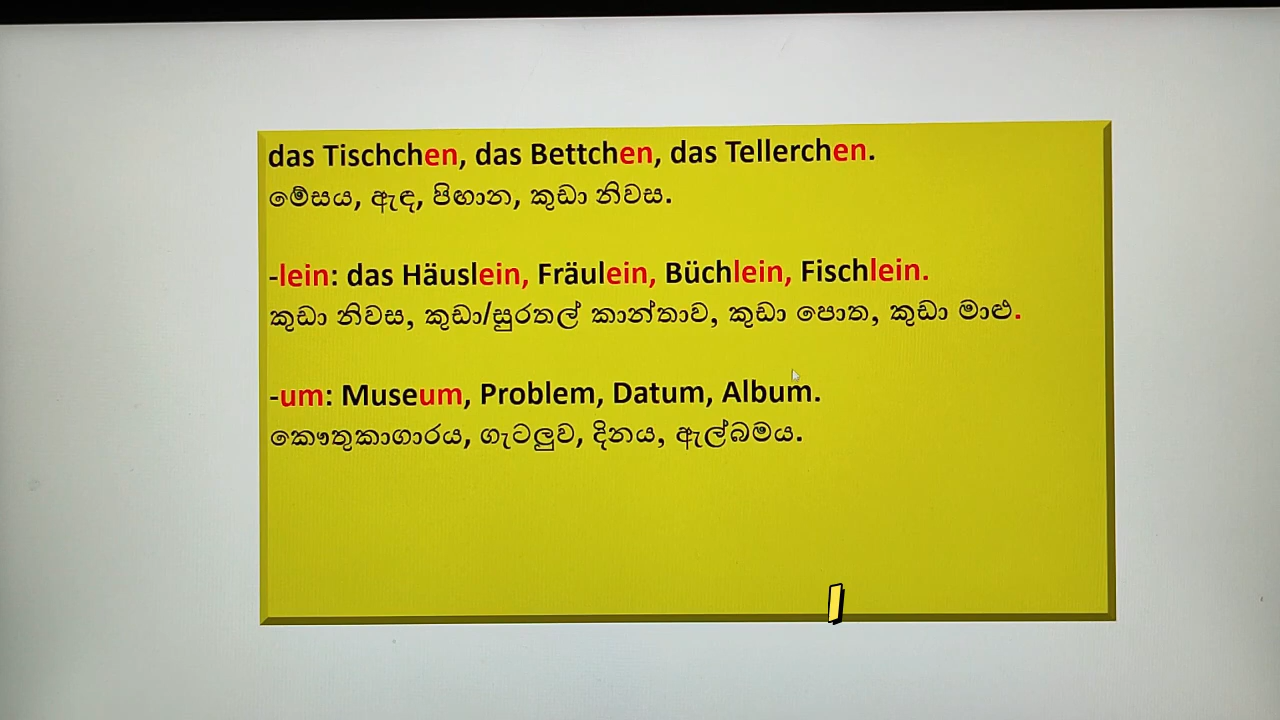 das Tischchen, das Bettchen, das Tellerchen.
මේසය, ඇඳ, පිඟාන, කුඩා නිවස.
-lein: das Häuslein, Fräulein, Büchlein, Fischlein.
කුඩා නිවස, කුඩා/සුරතල් කාන්තාව, කුඩා පොත, කුඩා මාළු.
-um: Museum, Problem, Datum, Album.
කෞතුකාගාරය, ගැටලුව, දිනය, ඇල්බමය.